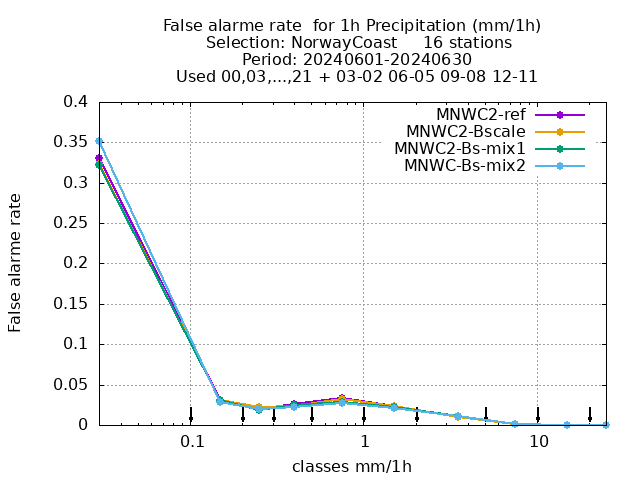 False alarme rate  for 1h Precipitation (mm/1h)
Selection: NorwayCoast     16 stations
Period: 20240601-20240630
Used 00,03,...,21 + 03-02 06-05 09-08 12-11
MNWC2-ref
MNWC2-Bscale
MNWC2-Bs-mix1
MNWC-Bs-mix2
False alarme rate
0.4
0.35
0.3
0.25
0.2
0.15
0.1
0.05
0
0.1 1 10
classes mm/1h